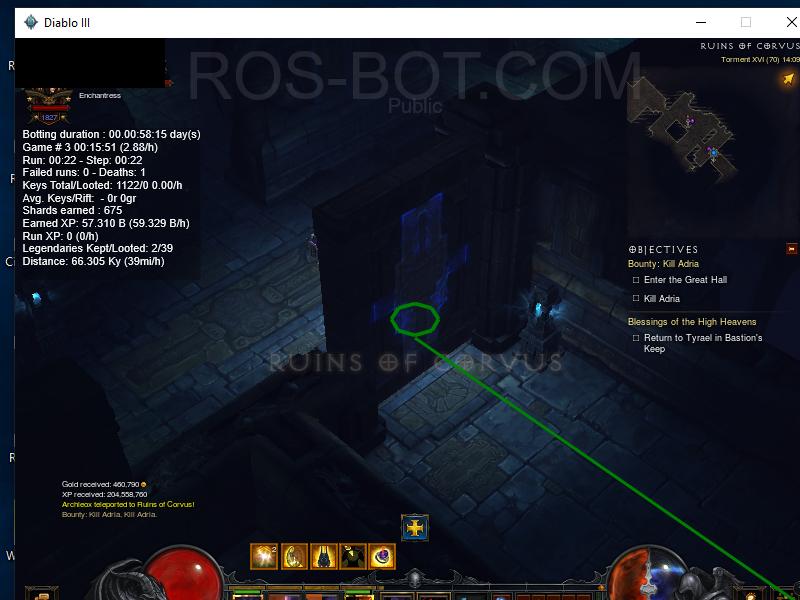 Diablo III
RUINS OF CORVUS
Torment XVI (70) 14:09
ROS-BOT.COM
Public
Enchantress
1827
Botting duration : 00.00:58:15 day(s)
Game # 3 00:15:51 (2.88/h)
Run: 00:22 - Step: 00:22
Failed runs: 0 - Deaths: 1
Keys Total/Looted: 1122/0 0.00/h
Avg. Keys/Rift:  - 0r 0gr
Shards earned : 675
Earned XP: 57.310 B (59.329 B/h)
Run XP: 0 (0/h)
Legendaries Kept/Looted: 2/39
Distance: 66.305 Ky (39mi/h)
OBJECTIVES
Bounty: Kill Adria
Enter the Great Hall
Kill Adria
Blessings of the High Heavens
Return to Tyrael in Bastion's
Keep
RUINS OF CORVUS
Gold received: 460,790
XP received: 204,558,760
Archleox teleported to Ruins of Corvus!
Bounty: Kill Adria, Kill Adria.
2